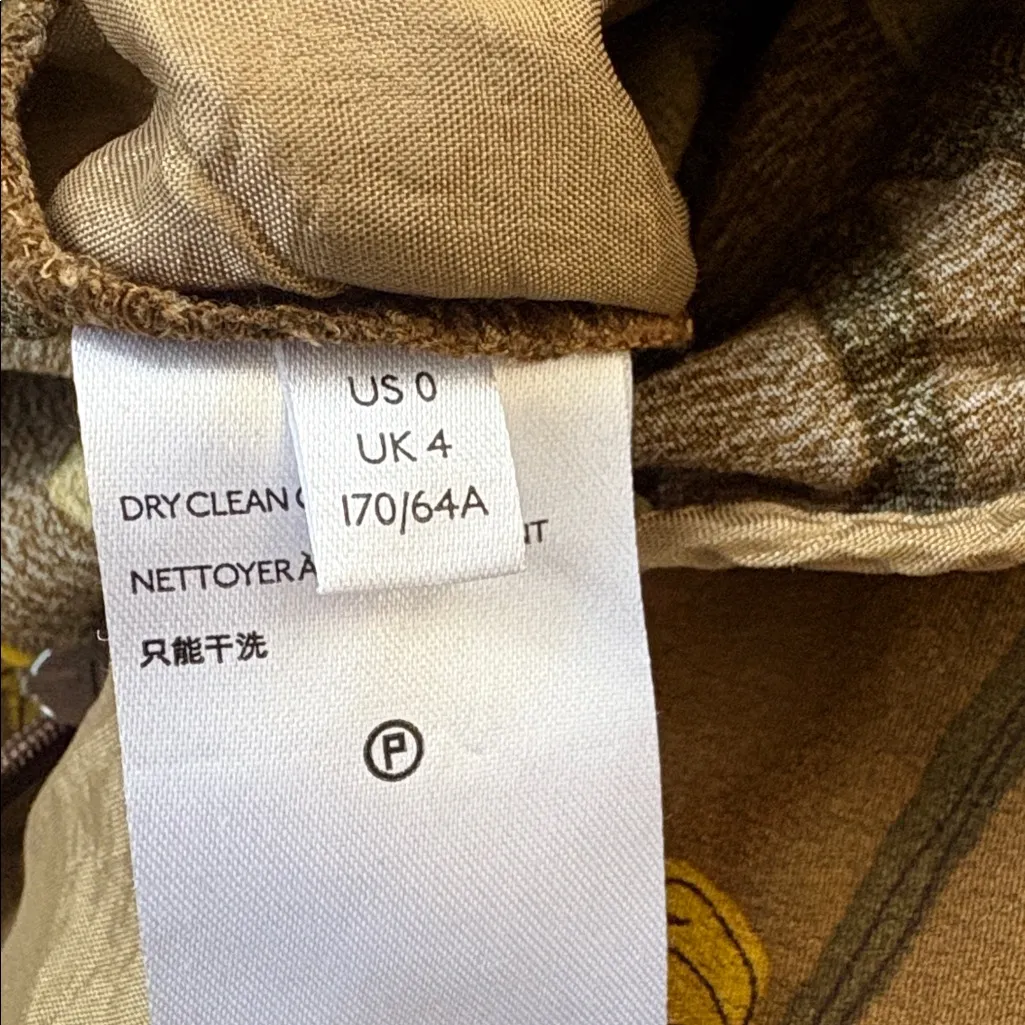 US 0
UK 4
170/64A
DRY CLEAN
NETTOYER À
只能干洗
P